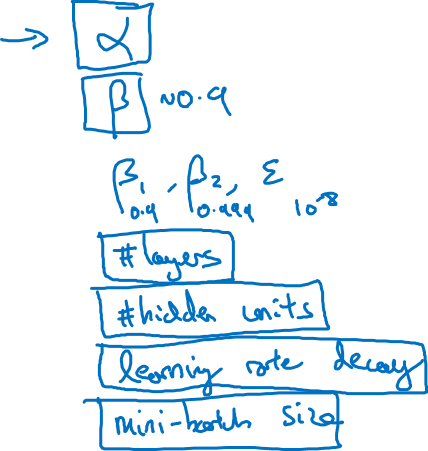 → α
β ~0.9
β₁, β₂, ε
0.9 0.999 10⁻⁸
#layers
#hidden units
learning rate decay
mini-batch size